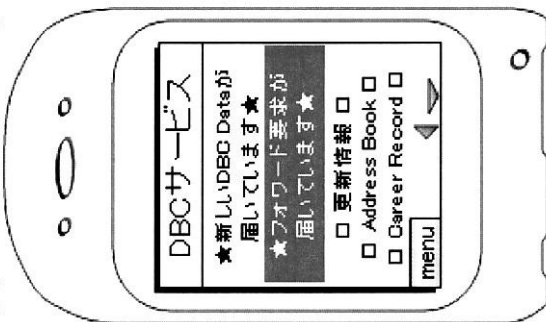 DBCサービス
★新しいDBC Dataが
届いています★
★フォワード要求が
届いています★
□ 更新情報 □
□ Address Book □
□ Career Record □
menu